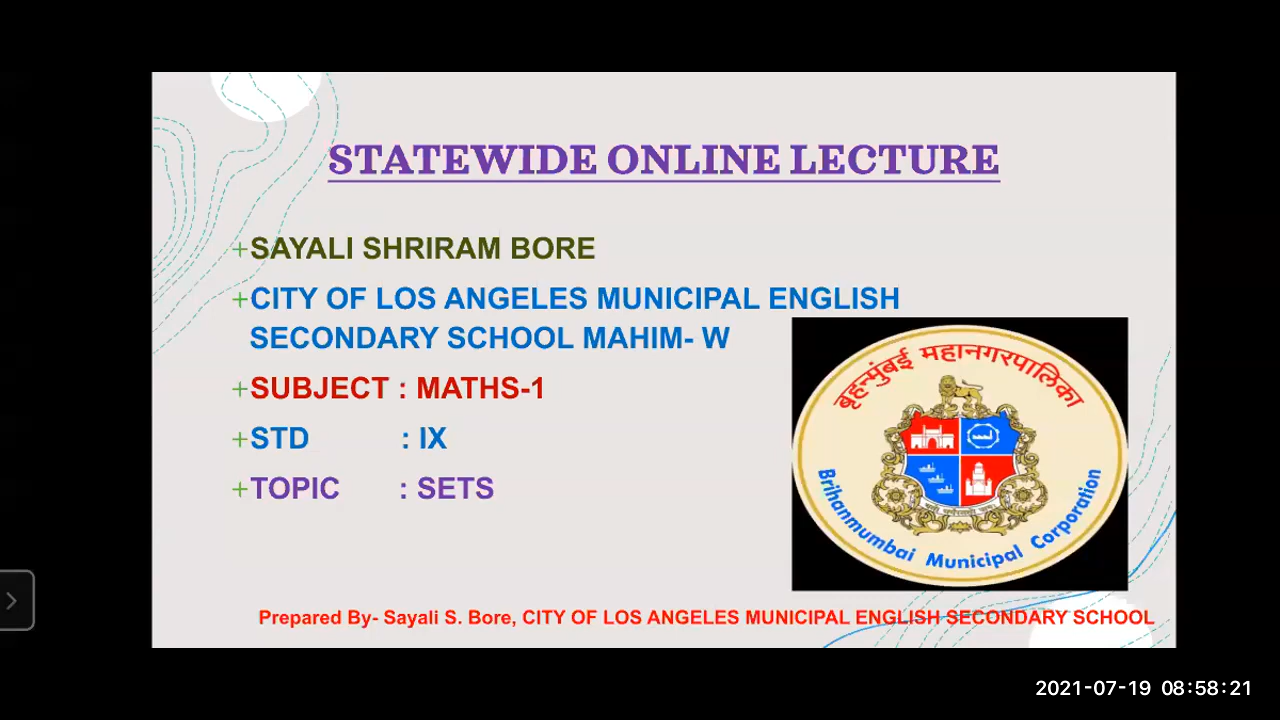 STATEWIDE ONLINE LECTURE
+SAYALI SHRIRAM BORE
+CITY OF LOS ANGELES MUNICIPAL ENGLISH
SECONDARY SCHOOL MAHIM- W
+SUBJECT : MATHS-1
+STD : IX
+TOPIC : SETS
बृहन्मुंबई महानगरपालिका
Brihanmumbai Municipal Corporation
Prepared By- Sayali S. Bore, CITY OF LOS ANGELES MUNICIPAL ENGLISH SECONDARY SCHOOL
2021-07-19 08:58:21